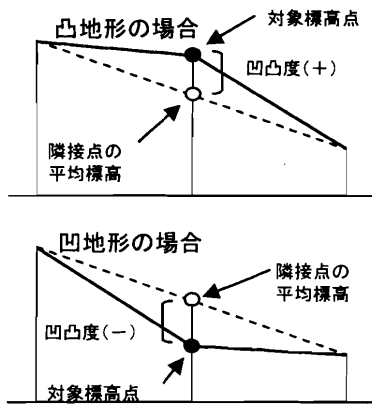 凸地形の場合
対象標高点
凹凸度(+)
隣接点の
平均標高
凹地形の場合
隣接点の
平均標高
凹凸度(−)
対象標高点